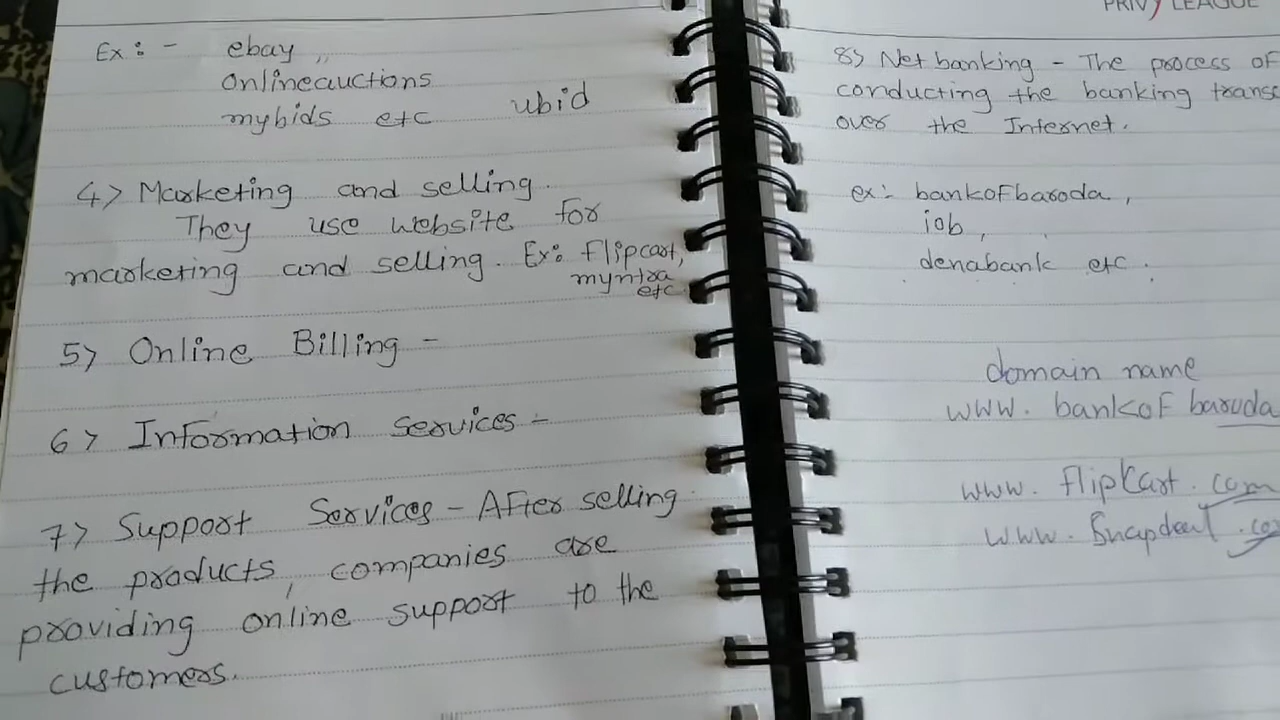 Ex:- ebay,,
onlineauctions
mybids etc ubid
4> Marketing and selling.
They use website for
marketing and selling. Ex: Flipcart,
myntra
etc.
5> Online Billing -
6> Information Services -
7> Support Services - After selling
the products, companies are
providing online support to the
customers.
PRIVY LEAGUE
8> Net banking - The process of
conducting the banking transc
over the Internet.
ex:- bankofbaroda,
iob,
denabank etc.
domain name
www. bankof baroda
www. flipkart. com
www. Snapdeal .co